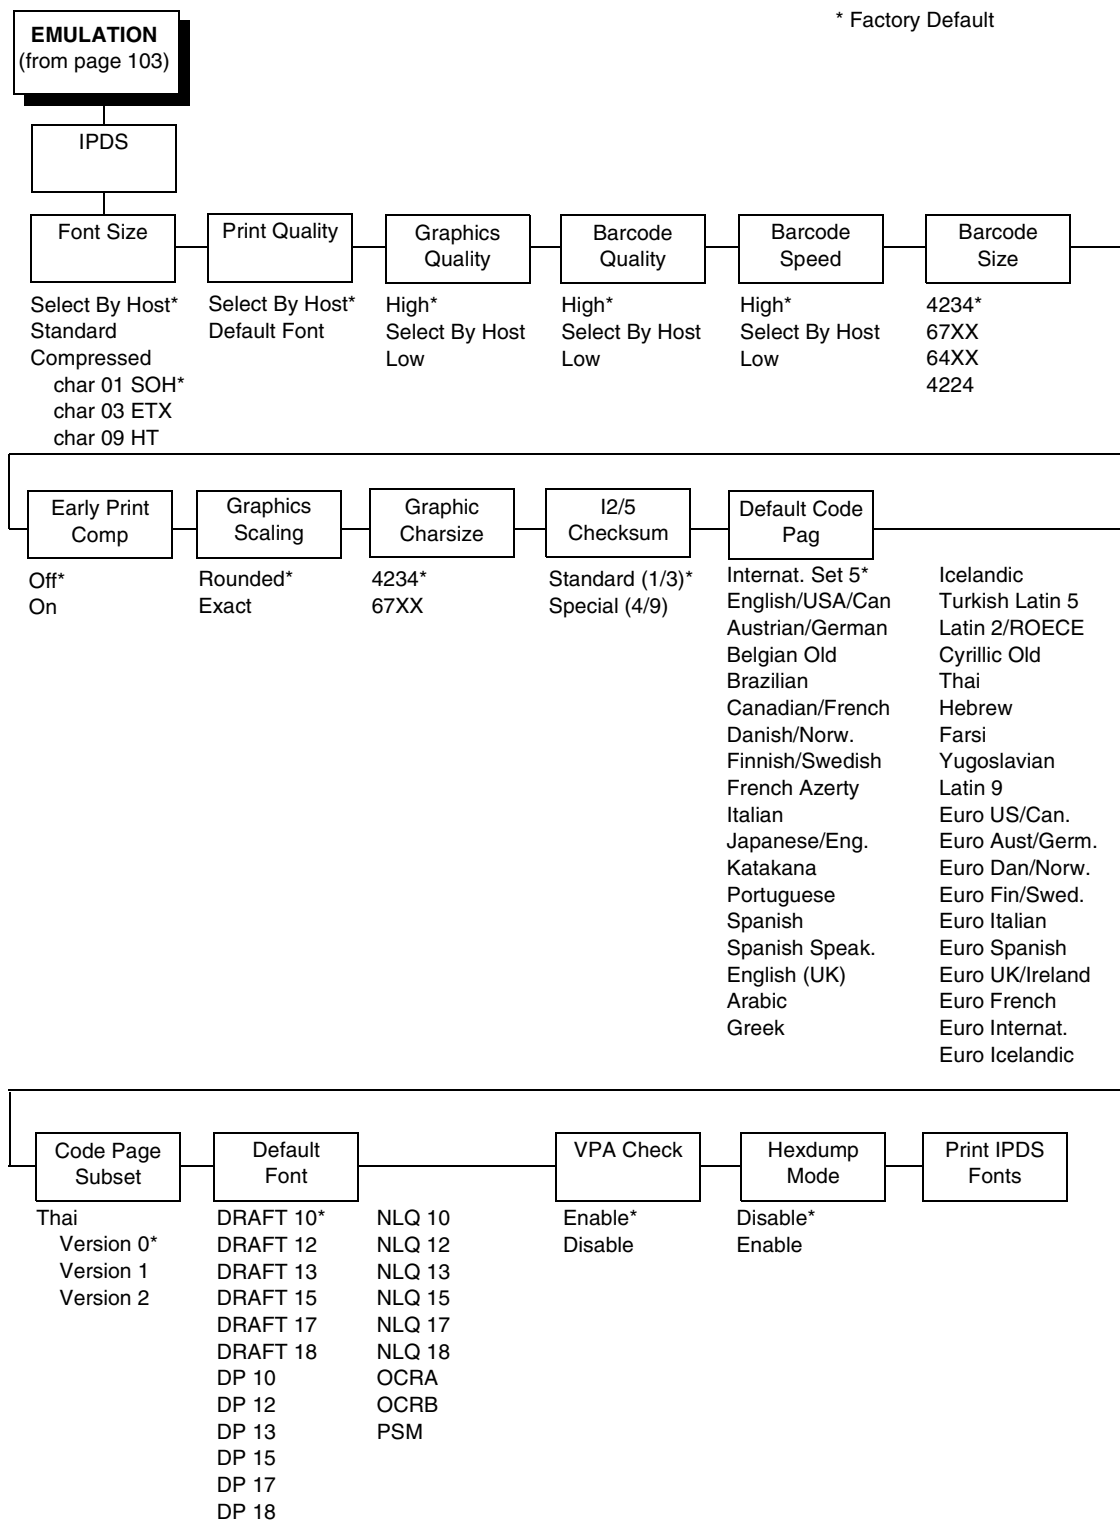 * Factory Default
EMULATION
(from page 103)
IPDS
Font Size
Select By Host*
Standard
Compressed
char 01 SOH*
char 03 ETX
char 09 HT
Print Quality
Select By Host*
Default Font
Graphics
Quality
High*
Select By Host
Low
Barcode
Quality
High*
Select By Host
Low
Barcode
Speed
High*
Select By Host
Low
Barcode
Size
4234*
67XX
64XX
4224
Early Print
Comp
Off*
On
Graphics
Scaling
Rounded*
Exact
Graphic
Charsize
4234*
67XX
I2/5
Checksum
Standard (1/3)*
Special (4/9)
Default Code
Pag
Internat. Set 5*
English/USA/Can
Austrian/German
Belgian Old
Brazilian
Canadian/French
Danish/Norw.
Finnish/Swedish
French Azerty
Italian
Japanese/Eng.
Katakana
Portuguese
Spanish
Spanish Speak.
English (UK)
Arabic
Greek
Icelandic
Turkish Latin 5
Latin 2/ROECE
Cyrillic Old
Thai
Hebrew
Farsi
Yugoslavian
Latin 9
Euro US/Can.
Euro Aust/Germ.
Euro Dan/Norw.
Euro Fin/Swed.
Euro Italian
Euro Spanish
Euro UK/Ireland
Euro French
Euro Internat.
Euro Icelandic
Code Page
Subset
Thai
Version 0*
Version 1
Version 2
Default
Font
DRAFT 10*
DRAFT 12
DRAFT 13
DRAFT 15
DRAFT 17
DRAFT 18
DP 10
DP 12
DP 13
DP 15
DP 17
DP 18
NLQ 10
NLQ 12
NLQ 13
NLQ 15
NLQ 17
NLQ 18
OCRA
OCRB
PSM
VPA Check
Enable*
Disable
Hexdump
Mode
Disable*
Enable
Print IPDS
Fonts